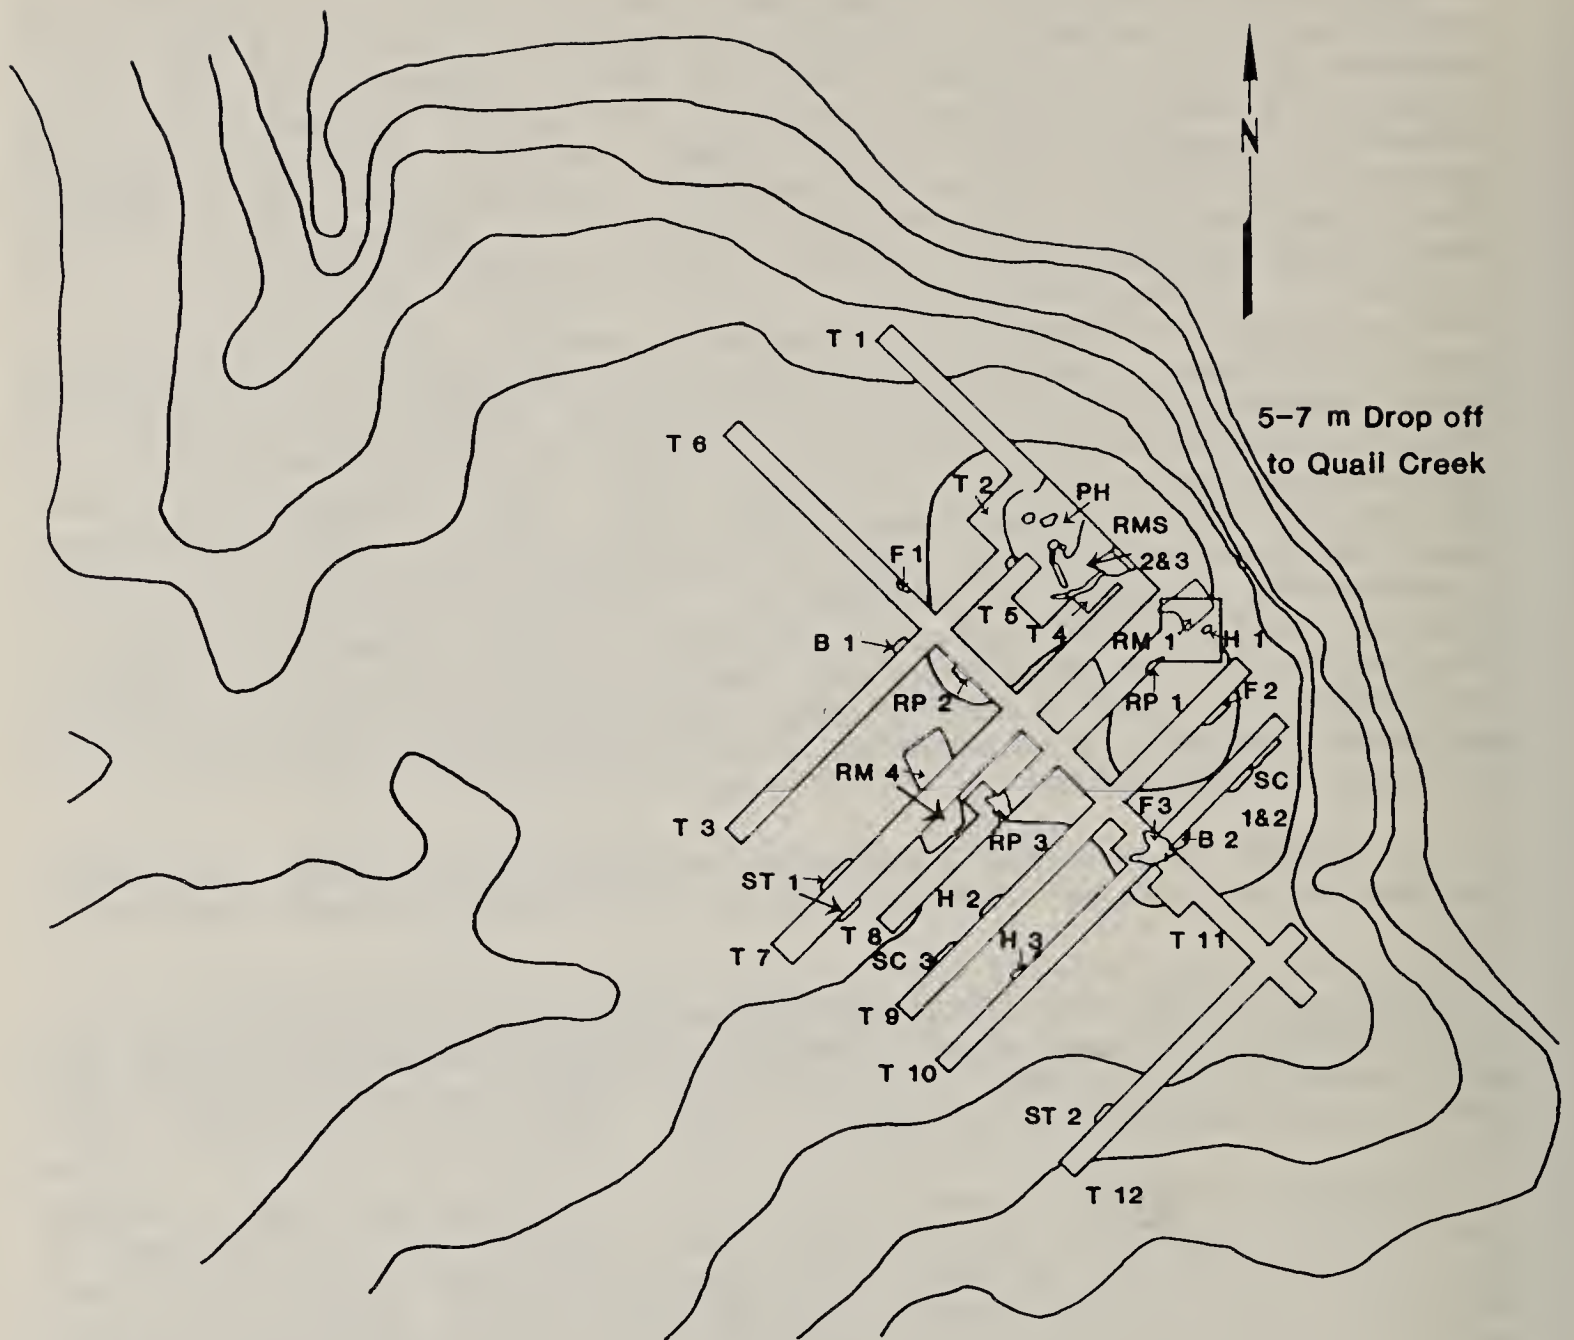 N
T 1
5-7 m Drop off
to Quail Creek
T 6
T 2
PH
RMS
2&3
F 1
T 5
T 4
B 1
RM 1
H 1
RP 2
RP 1
F 2
RM 4
SC
1&2
F 3
B 2
T 3
RP 3
ST 1
H 2
T 8
H 3
T 11
T 7
SC 3
T 9
T 10
ST 2
T 12